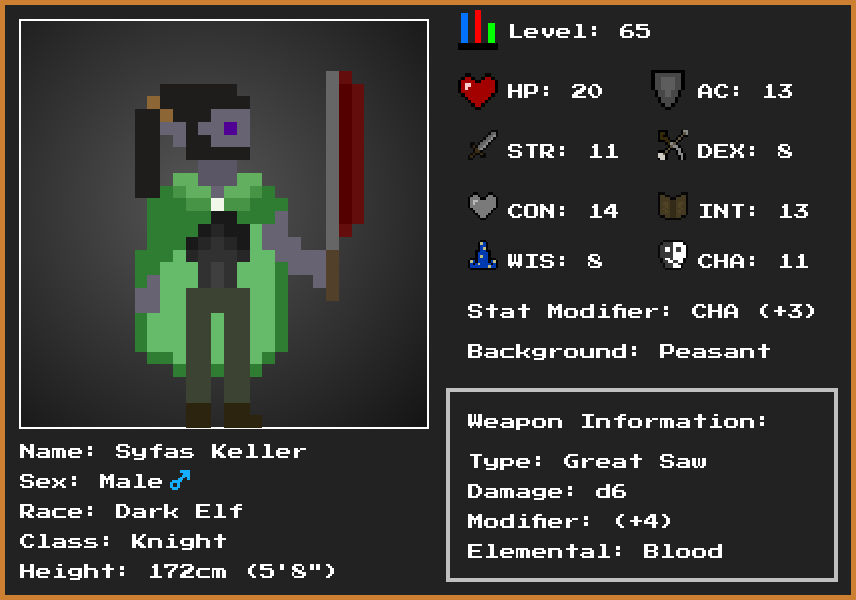 Level: 65
HP: 20 AC: 13
STR: 11 DEX: 8
CON: 14 INT: 13
WIS: 8 CHA: 11
Stat Modifier: CHA (+3)
Background: Peasant
Weapon Information:
Type: Great Saw
Damage: d6
Modifier: (+4)
Elemental: Blood
Name: Syfas Keller
Sex: Male ♂
Race: Dark Elf
Class: Knight
Height: 172cm (5'8")